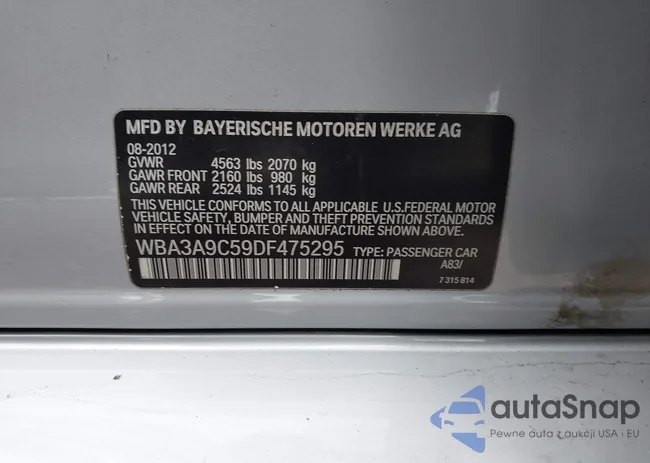 MFD BY BAYERISCHE MOTOREN WERKE AG
08-2012
GVWR 4563 lbs 2070 kg
GAWR FRONT 2160 lbs 980 kg
GAWR REAR 2524 lbs 1145 kg
THIS VEHICLE CONFORMS TO ALL APPLICABLE U.S.FEDERAL MOTOR
VEHICLE SAFETY, BUMPER AND THEFT PREVENTION STANDARDS
IN EFFECT ON THE DATE OF MANUFACTURE SHOWN ABOVE.
WBA3A9C59DF475295 TYPE: PASSENGER CAR
A83/
7 315 814
autaSnap
Pewne auta z aukcji USA i EU